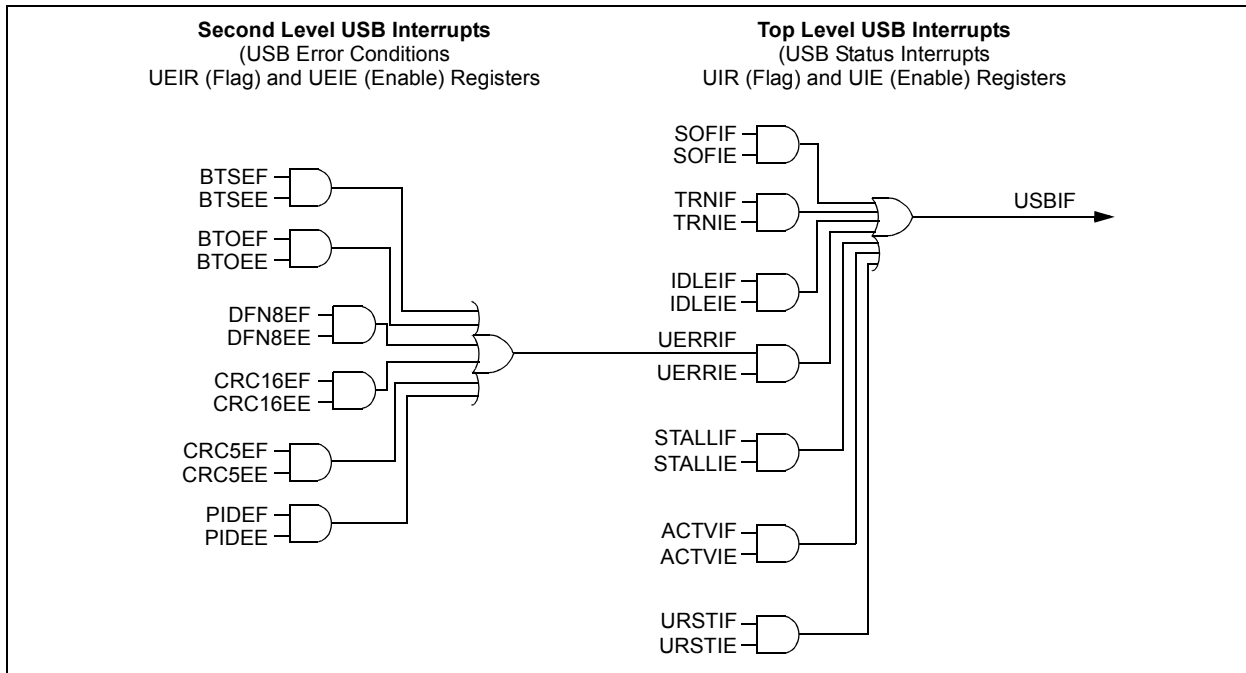 Second Level USB Interrupts
(USB Error Conditions
UEIR (Flag) and UEIE (Enable) Registers
Top Level USB Interrupts
(USB Status Interrupts
UIR (Flag) and UIE (Enable) Registers
BTSEF
BTSEE
BTOEF
BTOEE
DFN8EF
DFN8EE
CRC16EF
CRC16EE
CRC5EF
CRC5EE
PIDEF
PIDEE
SOFIF
SOFIE
TRNIF
TRNIE
IDLEIF
IDLEIE
UERRIF
UERRIE
STALLIF
STALLIE
ACTVIF
ACTVIE
URSTIF
URSTIE
USBIF